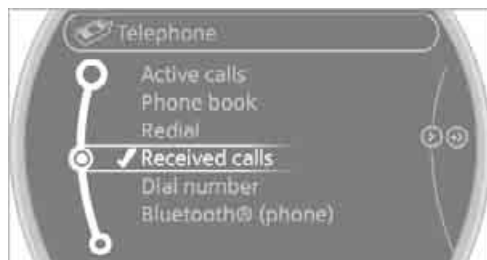 Telephone
Active calls
Phone book
Redial
Received calls
Dial number
Bluetooth® (phone)